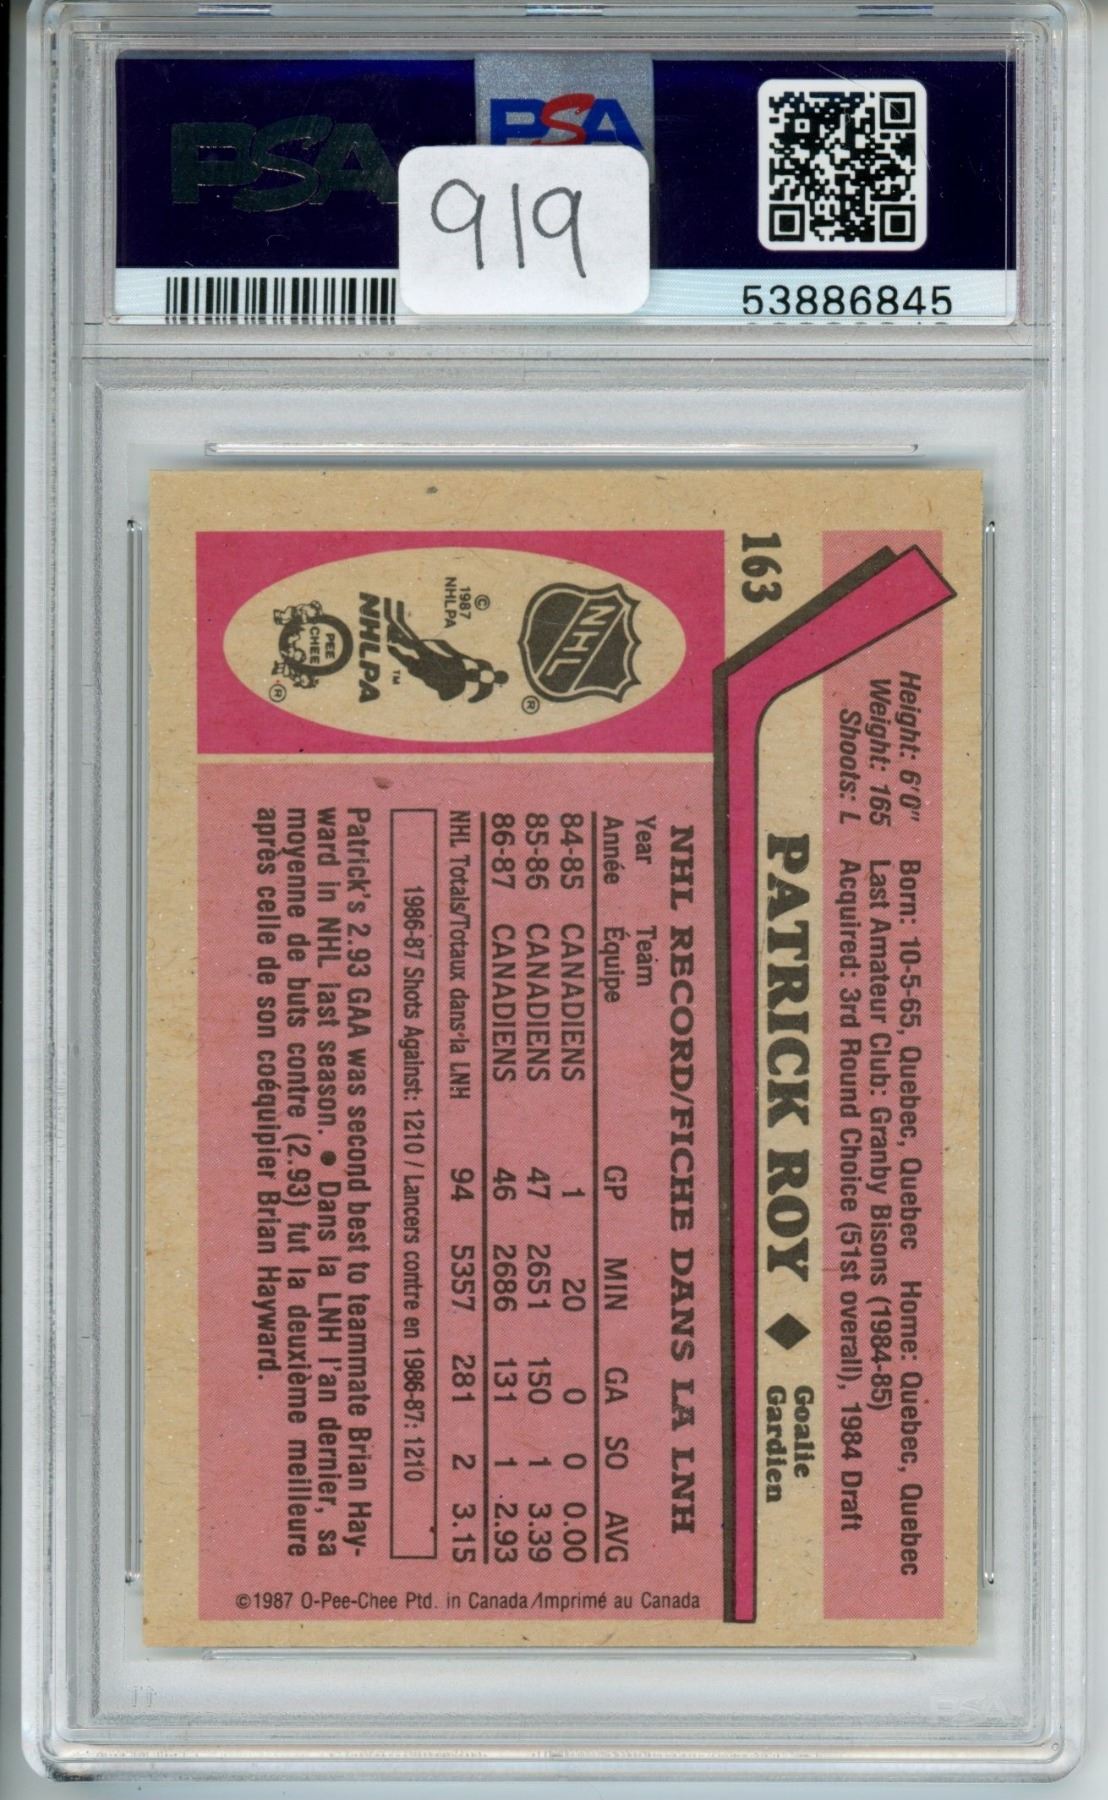 PSA
PSA
919
53886845
163
Height: 6'0" Born: 10-5-65, Quebec, Quebec Home: Quebec, Quebec
Weight: 165 Last Amateur Club: Granby Bisons (1984-85)
Shoots: L Acquired: 3rd Round Choice (51st overall), 1984 Draft
PATRICK ROY ◆ Goalie
Gardien
NHL
®
© 1987 NHLPA
NHLPA
™
O PEE CHEE
®
NHL RECORD/FICHE DANS LA LNH
Year Team
Année Équipe GP MIN GA SO AVG
84-85 CANADIENS 1 20 0 0 0.00
85-86 CANADIENS 47 2651 150 1 3.39
86-87 CANADIENS 46 2686 131 1 2.93
NHL Totals/Totaux dans la LNH 94 5357 281 2 3.15
1986-87 Shots Against: 1210 / Lancers contre en 1986-87: 1210
Patrick's 2.93 GAA was second best to teammate Brian Hay-
ward in NHL last season. ● Dans la LNH l'an dernier, sa
moyenne de buts contre (2.93) fut la deuxième meilleure
après celle de son coéquipier Brian Hayward.
©1987 O-Pee-Chee Ptd. in Canada/Imprimé au Canada
PSA